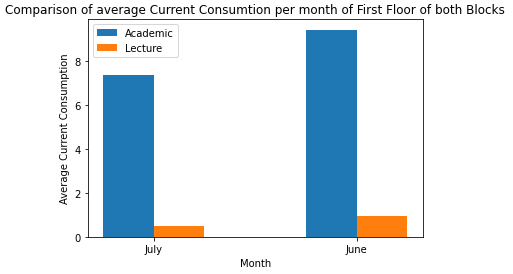 Comparison of average Current Consumtion per month of First Floor of both Blocks
Academic
Lecture
Average Current Consumption
8
6
4
2
0
July
June
Month